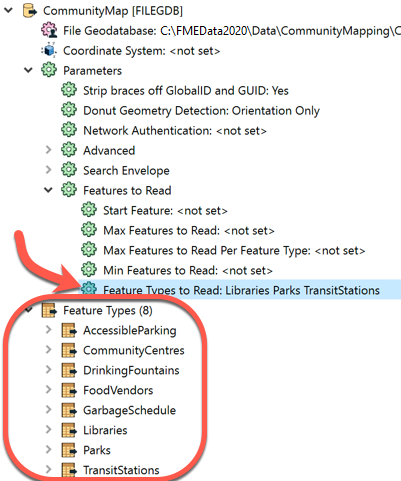 CommunityMap [FILEGDB]
File Geodatabase: C:\FMEData2020\Data\CommunityMapping\C
Coordinate System: <not set>
Parameters
Strip braces off GlobalID and GUID: Yes
Donut Geometry Detection: Orientation Only
Network Authentication: <not set>
Advanced
Search Envelope
Features to Read
Start Feature: <not set>
Max Features to Read: <not set>
Max Features to Read Per Feature Type: <not set>
Min Features to Read: <not set>
Feature Types to Read: Libraries Parks TransitStations
Feature Types (8)
AccessibleParking
CommunityCentres
DrinkingFountains
FoodVendors
GarbageSchedule
Libraries
Parks
TransitStations